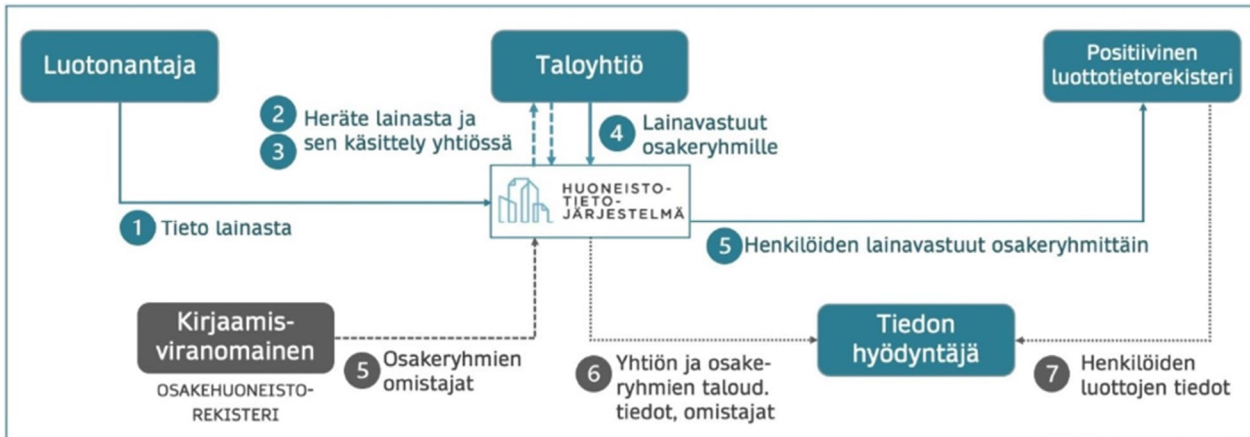 Luotonantaja
Taloyhtiö
Positiivinen
luottotietorekisteri
2 Heräte lainasta ja
3 sen käsittely yhtiössä
4 Lainavastuut
osakeryhmille
HUONEISTO-
TIETO-
JÄRJESTELMÄ
1 Tieto lainasta
5 Henkilöiden lainavastuut osakeryhmittäin
Kirjaamis-
viranomainen
OSAKEHUONEISTO-
REKISTERI
5 Osakeryhmien
omistajat
6 Yhtiön ja osake-
ryhmien taloud.
tiedot, omistajat
Tiedon
hyödyntäjä
7 Henkilöiden
luottojen tiedot